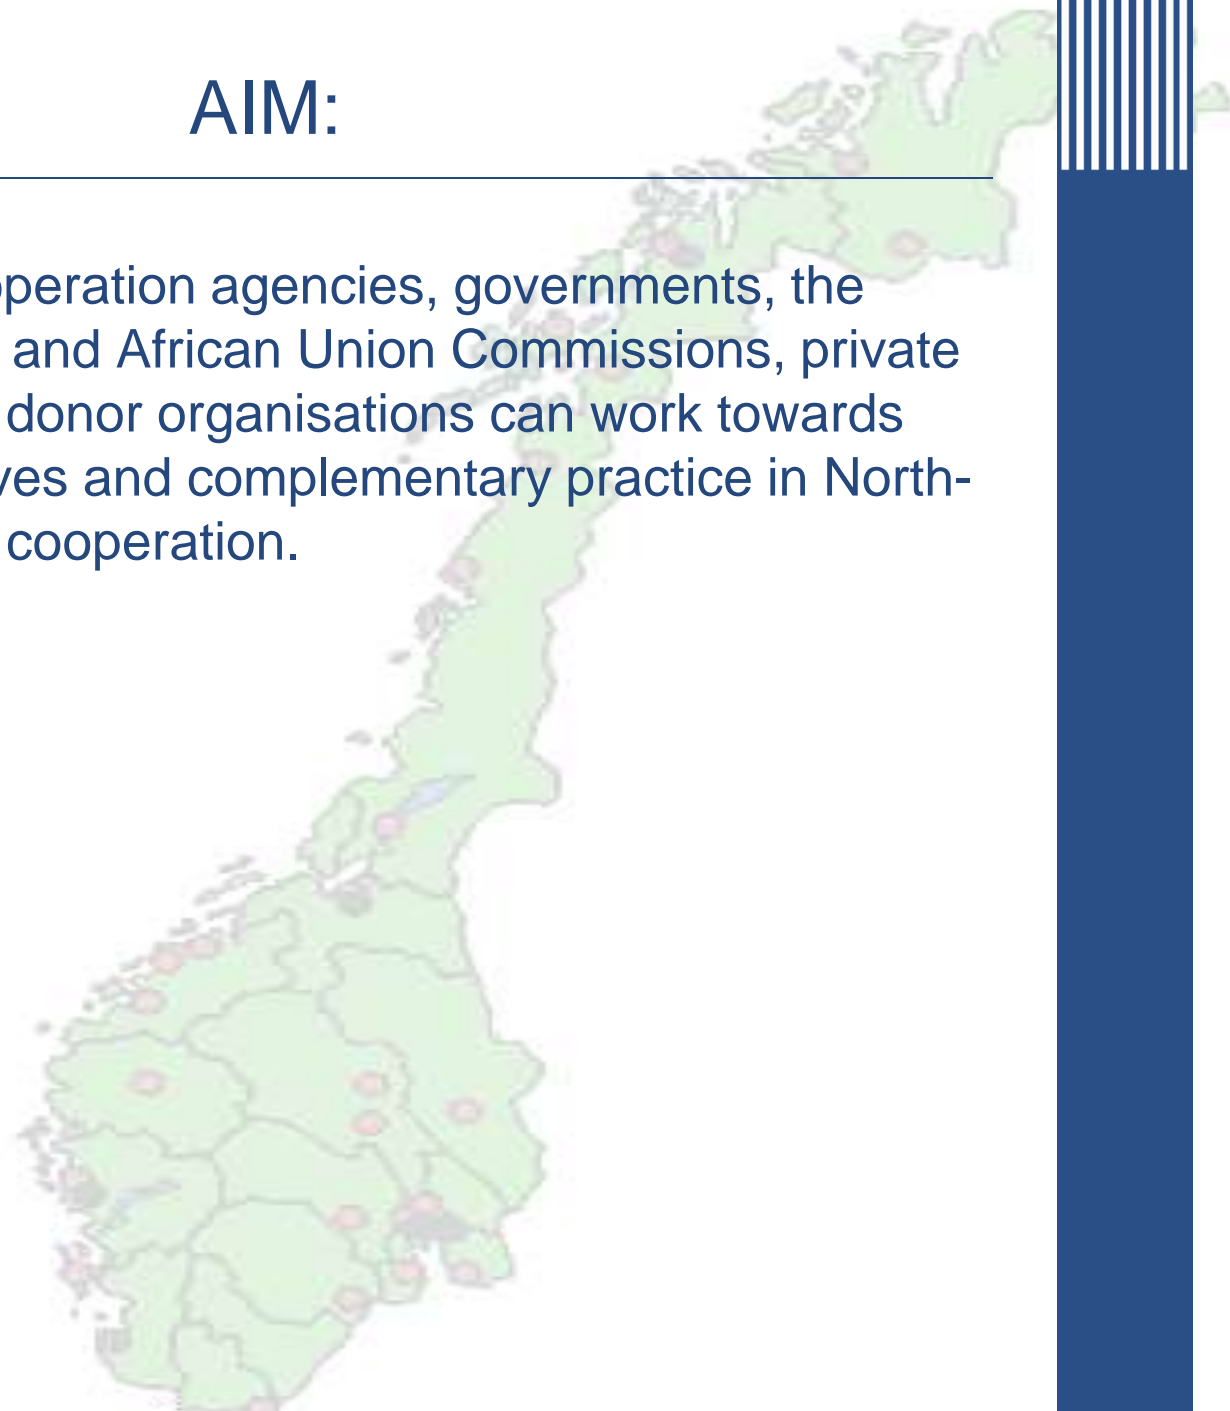 AIM:
operation agencies, governments, the
and African Union Commissions, private
donor organisations can work towards
ves and complementary practice in North-
cooperation.